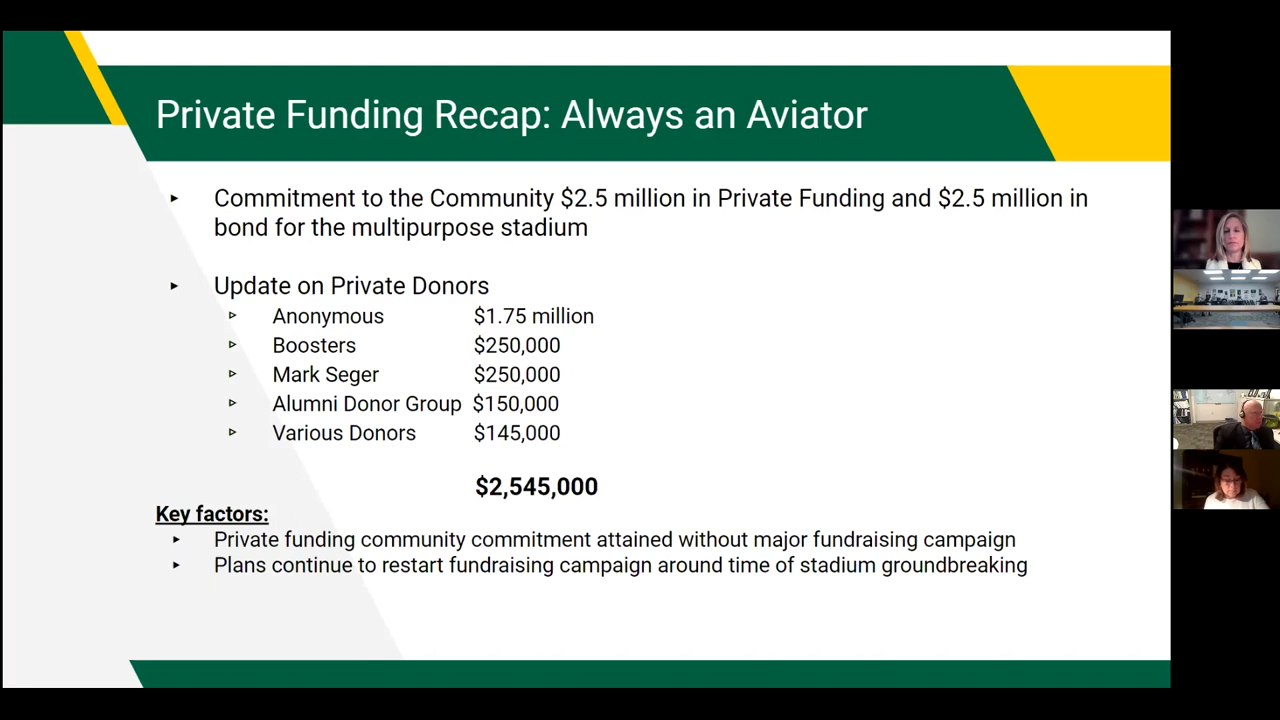 Private Funding Recap: Always an Aviator
Commitment to the Community $2.5 million in Private Funding and $2.5 million in
bond for the multipurpose stadium
Update on Private Donors
Anonymous $1.75 million
Boosters $250,000
Mark Seger $250,000
Alumni Donor Group $150,000
Various Donors $145,000
$2,545,000
Key factors:
Private funding community commitment attained without major fundraising campaign
Plans continue to restart fundraising campaign around time of stadium groundbreaking